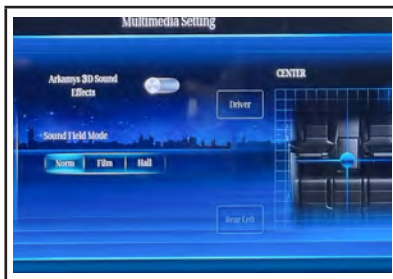 Multimedia Setting
Arkamys 3D Sound
Effects
CENTER
Driver
Sound Field Mode
Norm
Film
Hall
Rear Left